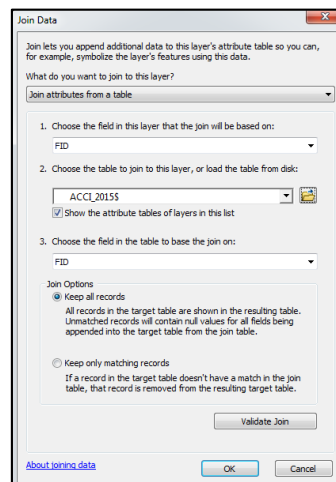 Join Data
Join lets you append additional data to this layer's attribute table so you can,
for example, symbolize the layer's features using this data.
What do you want to join to this layer?
Join attributes from a table
1. Choose the field in this layer that the join will be based on:
FID
2. Choose the table to join to this layer, or load the table from disk:
ACCI_2015$
Show the attribute tables of layers in this list
3. Choose the field in the table to base the join on:
FID
Join Options
Keep all records
All records in the target table are shown in the resulting table.
Unmatched records will contain null values for all fields being
appended into the target table from the join table.
Keep only matching records
If a record in the target table doesn't have a match in the join
table, that record is removed from the resulting target table.
Validate Join
About joining data
OK
Cancel